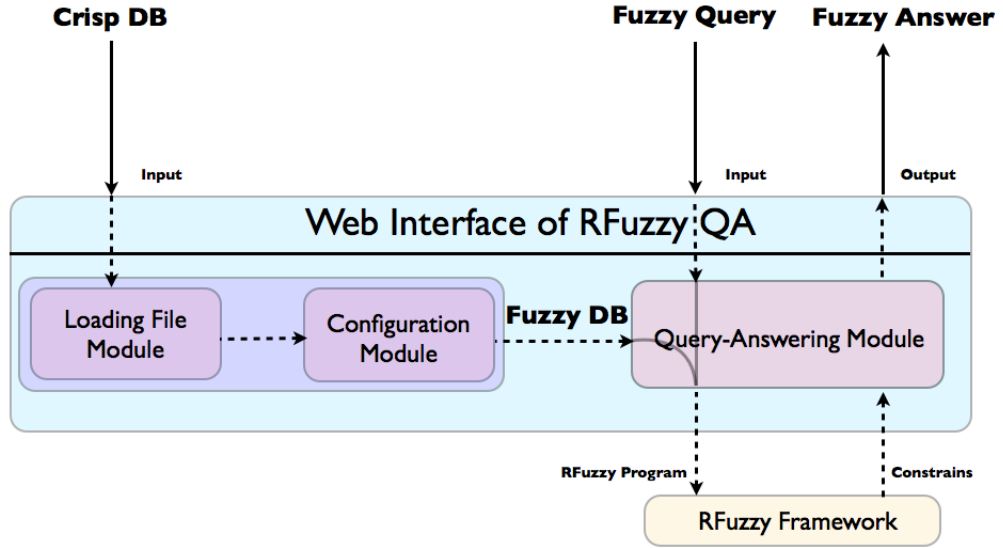 Crisp DB
Fuzzy Query
Fuzzy Answer
Input
Input
Output
Web Interface of RFuzzy QA
Loading File
Module
Configuration
Module
Fuzzy DB
Query-Answering Module
RFuzzy Program
Constrains
RFuzzy Framework